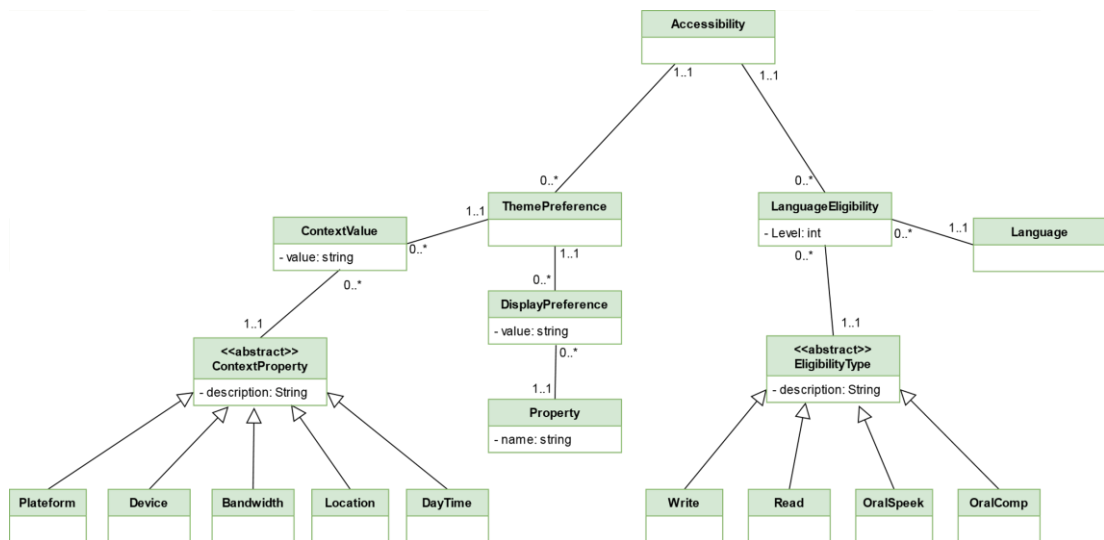 Accessibility
1..1
1..1
0..*
0..*
ThemePreference
LanguageEligibility
- Level: int
1..1
0..*
ContextValue
- value: string
0..*
1..1
Language
1..1
0..*
0..*
0..*
DisplayPreference
- value: string
0..*
1..1
1..1
<<abstract>>
ContextProperty
- description: String
<<abstract>>
EligibilityType
- description: String
1..1
Property
- name: string
Plateform
Device
Bandwidth
Location
DayTime
Write
Read
OralSpeek
OralComp